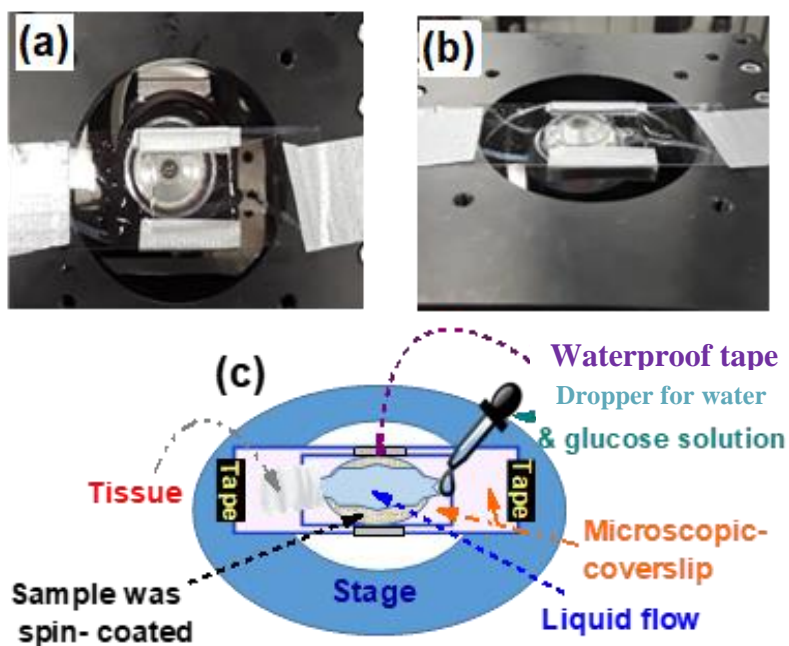 (a)
(b)
(c)
Waterproof tape
Dropper for water
& glucose solution
Tissue
Tape
Tape
Microscopic-
coverslip
Sample was
spin- coated
Stage
Liquid flow